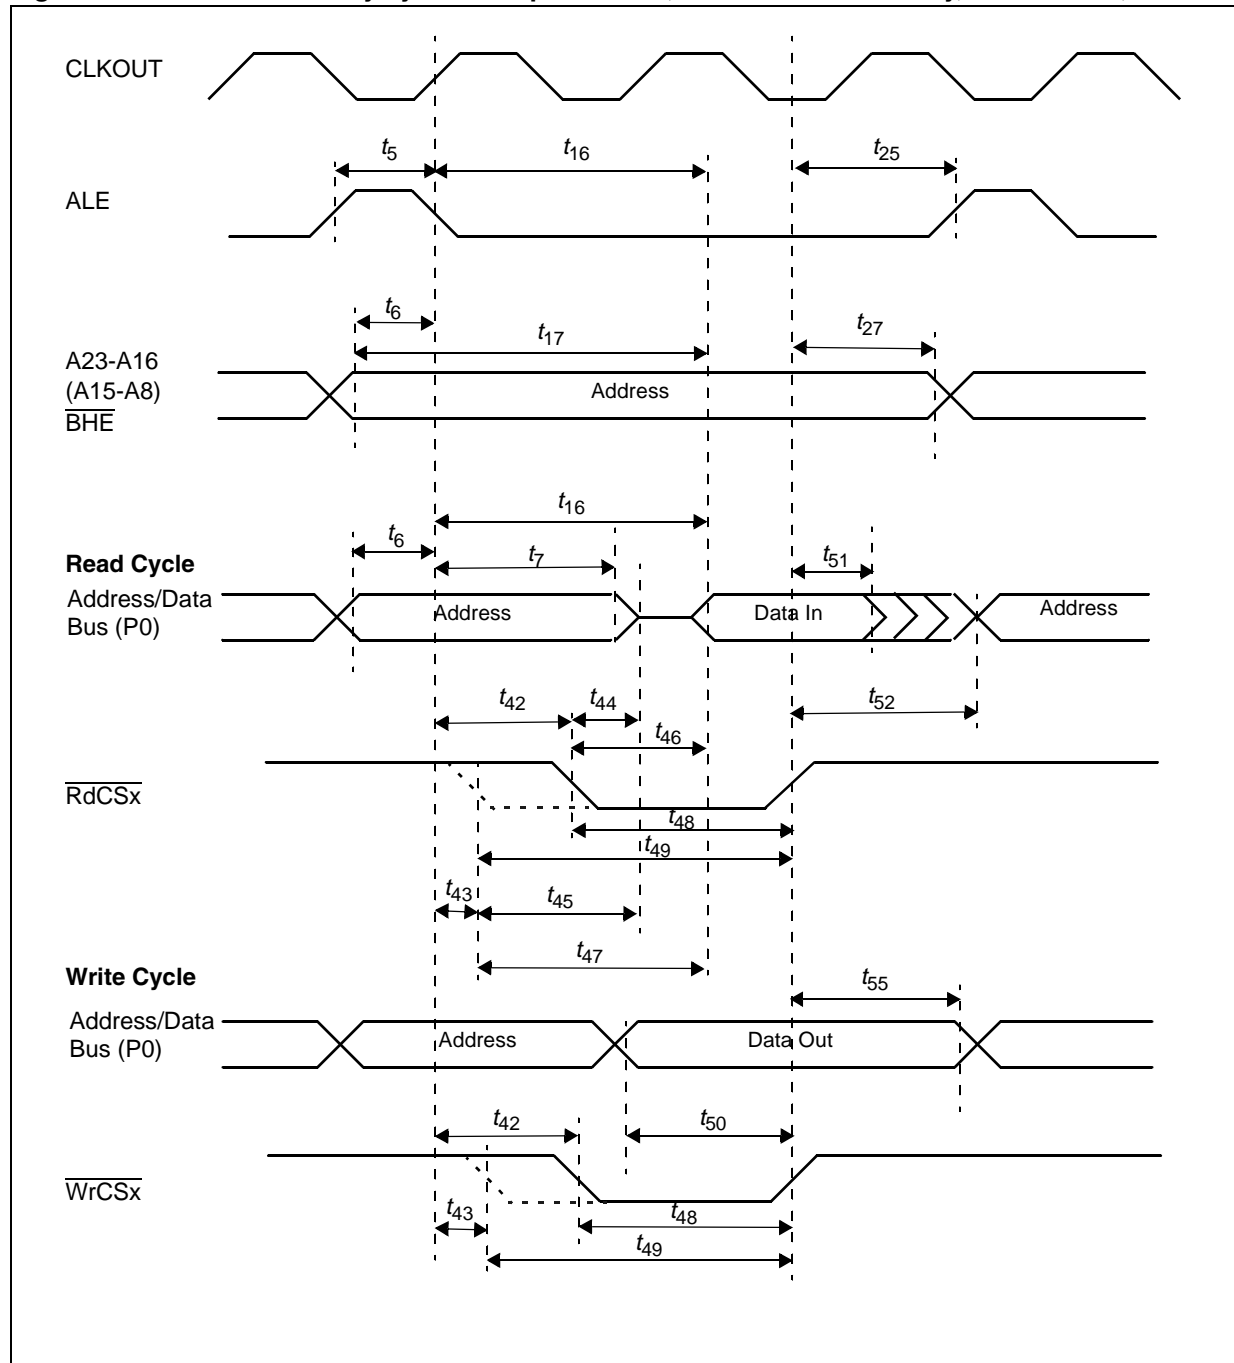 CLKOUT
t5
t16
t25
ALE
t6
t17
t27
A23-A16
(A15-A8)
BHE
Address
t16
t6
t7
t51
Read Cycle
Address/Data
Bus (P0)
Address
Data In
Address
t42
t44
t52
t46
RdCSx
t48
t49
t43
t45
t47
Write Cycle
t55
Address/Data
Bus (P0)
Address
Data Out
t42
t50
WrCSx
t43
t48
t49